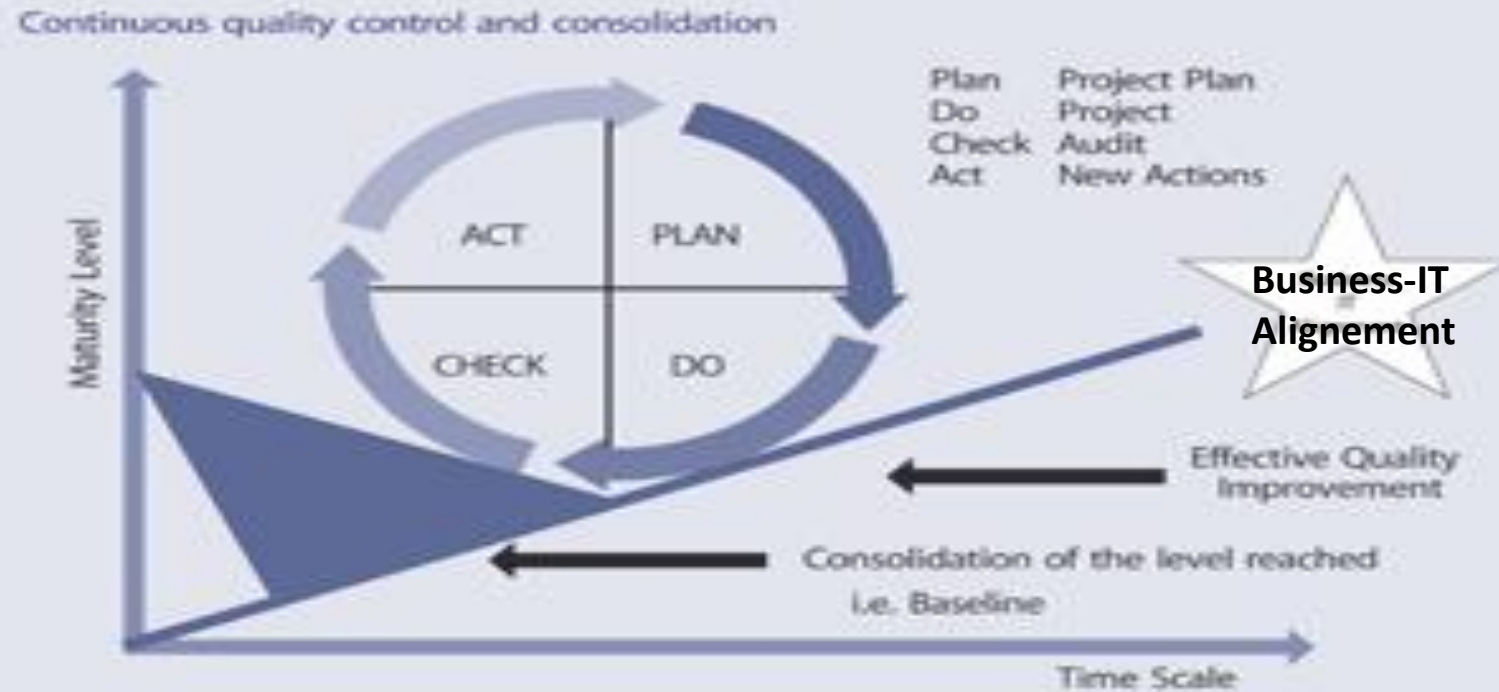 Continuous quality control and consolidation
Plan Project Plan
Do Project
Check Audit
Act New Actions
Maturity Level
ACT PLAN
CHECK DO
Business-IT
Alignement
Effective Quality
Improvement
Consolidation of the level reached
i.e. Baseline
Time Scale